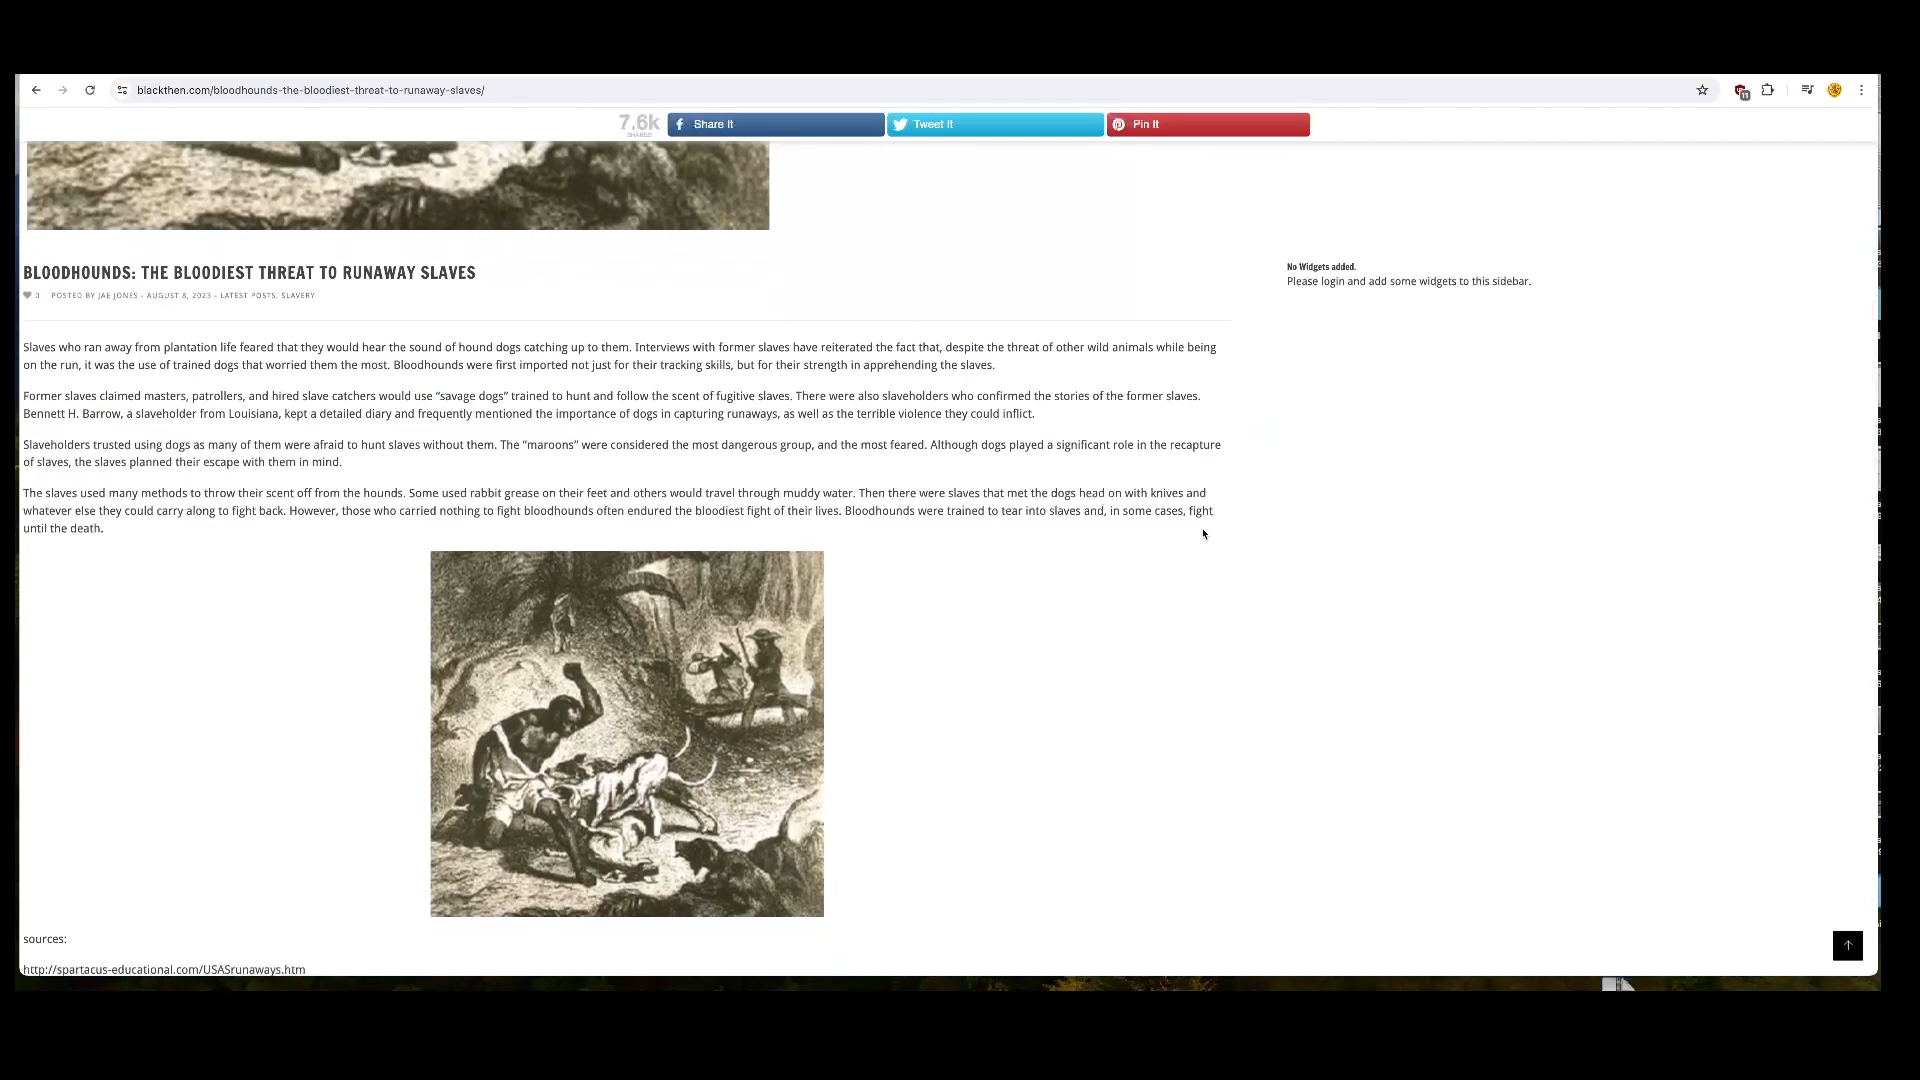 blackthen.com/bloodhounds-the-bloodiest-threat-to-runaway-slaves/
11
7.6k
SHARES
Share It
Tweet It
Pin It
BLOODHOUNDS: THE BLOODIEST THREAT TO RUNAWAY SLAVES
0 POSTED BY JAE JONES - AUGUST 8, 2023 - LATEST POSTS, SLAVERY
No Widgets added.
Please login and add some widgets to this sidebar.
Slaves who ran away from plantation life feared that they would hear the sound of hound dogs catching up to them. Interviews with former slaves have reiterated the fact that, despite the threat of other wild animals while being
on the run, it was the use of trained dogs that worried them the most. Bloodhounds were first imported not just for their tracking skills, but for their strength in apprehending the slaves.
Former slaves claimed masters, patrollers, and hired slave catchers would use “savage dogs” trained to hunt and follow the scent of fugitive slaves. There were also slaveholders who confirmed the stories of the former slaves.
Bennett H. Barrow, a slaveholder from Louisiana, kept a detailed diary and frequently mentioned the importance of dogs in capturing runaways, as well as the terrible violence they could inflict.
Slaveholders trusted using dogs as many of them were afraid to hunt slaves without them. The “maroons” were considered the most dangerous group, and the most feared. Although dogs played a significant role in the recapture
of slaves, the slaves planned their escape with them in mind.
The slaves used many methods to throw their scent off from the hounds. Some used rabbit grease on their feet and others would travel through muddy water. Then there were slaves that met the dogs head on with knives and
whatever else they could carry along to fight back. However, those who carried nothing to fight bloodhounds often endured the bloodiest fight of their lives. Bloodhounds were trained to tear into slaves and, in some cases, fight
until the death.
sources:
http://spartacus-educational.com/USASrunaways.htm